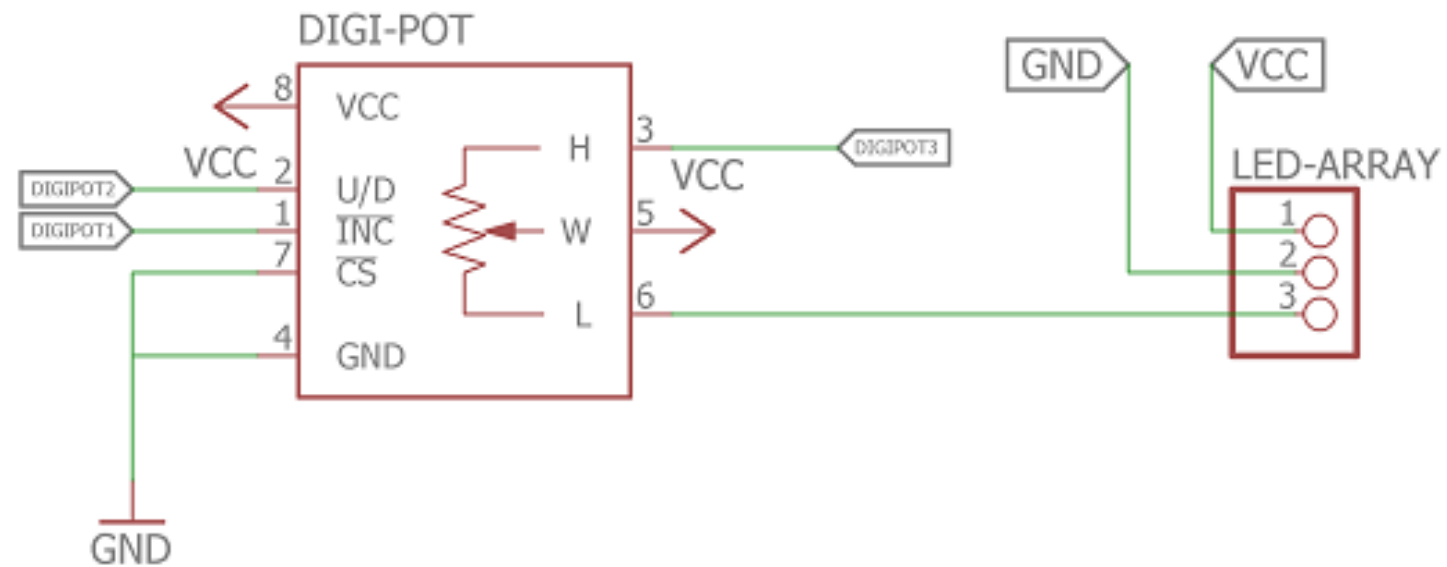 DIGI-POT
GND
VCC
8
VCC
3
H
DIGIPOT3
VCC
2
U/D
VCC
LED-ARRAY
DIGIPOT2
1
INC
5
W
1
DIGIPOT1
7
CS
2
6
L
3
4
GND
GND